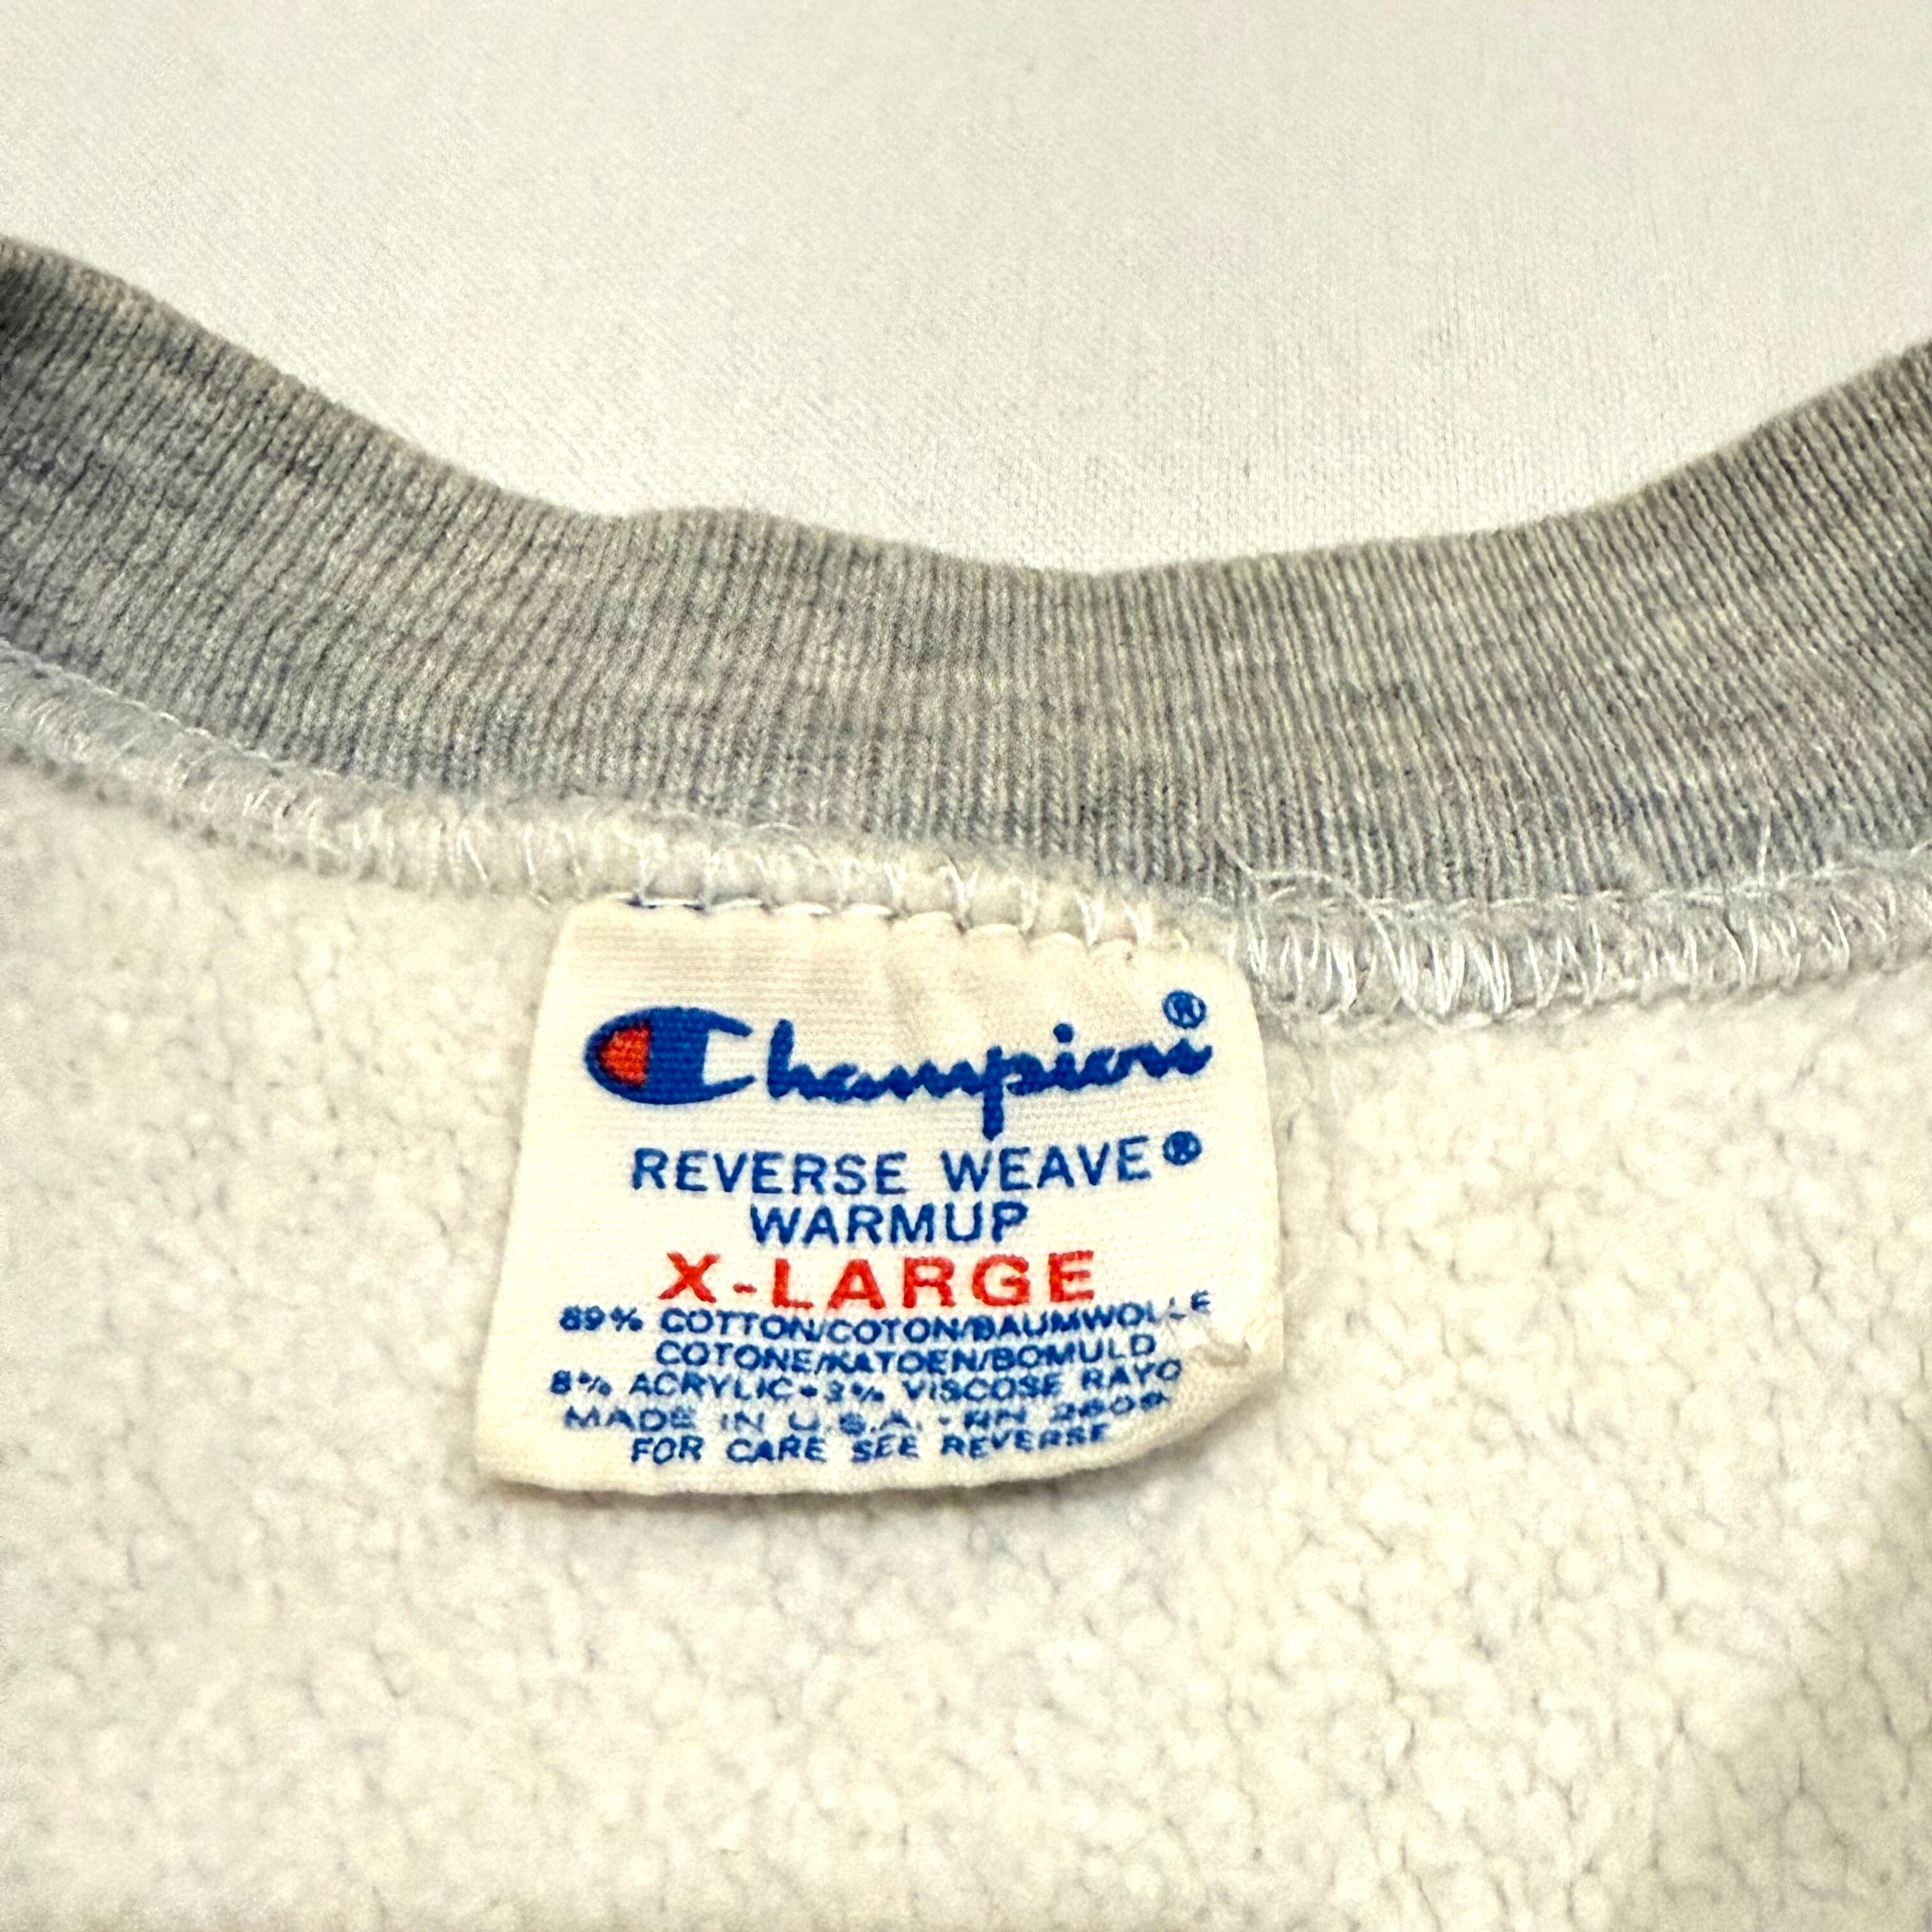 Champion®
REVERSE WEAVE®
WARMUP
X-LARGE
89% COTTON/COTON/BAUMWOLLE
COTONE/KATOEN/BOMULD
8% ACRYLIC•3% VISCOSE RAYO
MADE IN U.S.A. - RN
FOR CARE SEE REVERSE